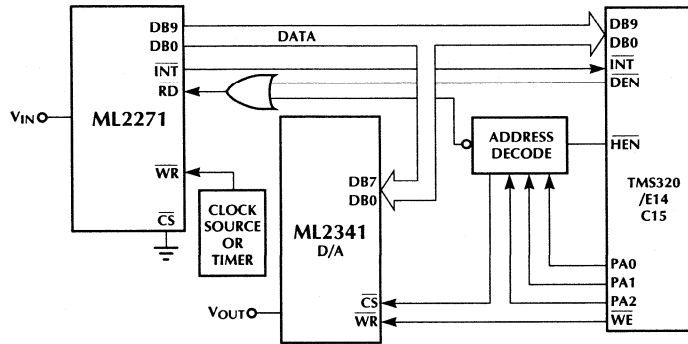 DB9
DB0
DATA
INT
RD
VIN
ML2271
WR
CS
CLOCK
SOURCE
OR
TIMER
DB7
DB0
ML2341
D/A
CS
WR
VOUT
ADDRESS
DECODE
DB9
DB0
INT
DEN
HEN
TMS320
/E14
C15
PA0
PA1
PA2
WE